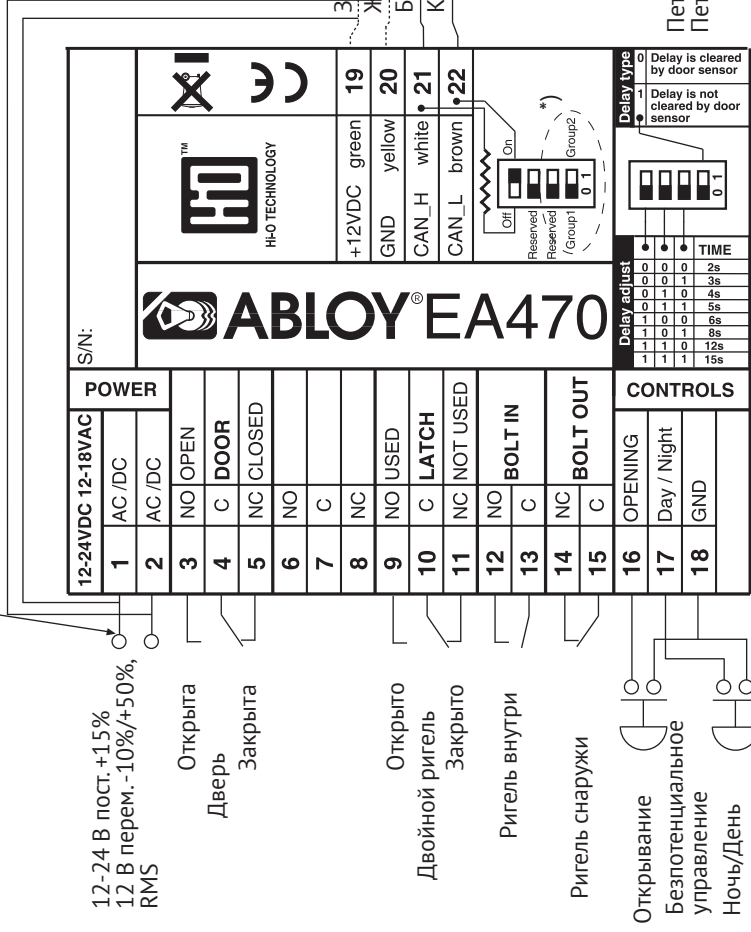 З
Ж
Б
К
Пет
Пет
S/N:
HI-O TECHNOLOGY
TM
CE
ABLOY® EA470
+12VDC green 19
GND yellow 20
CAN_H white 21
CAN_L brown 22
Off
On
Reserved
Reserved
/Group1
Group2
*)
0 1
Delay type
0 Delay is cleared by door sensor
1 Delay is not cleared by door sensor
0 1
Delay adjust
TIME
0 0 0 2s
0 0 1 3s
0 1 0 4s
0 1 1 5s
1 0 0 6s
1 0 1 8s
1 1 0 12s
1 1 1 15s
12-24VDC 12-18VAC
POWER
1 AC /DC
2 AC /DC
3 NO OPEN
4 C DOOR
5 NC CLOSED
6 NO
7 C
8 NC
9 NO USED
10 C LATCH
11 NC NOT USED
12 NO
BOLT IN
13 C
14 NC
BOLT OUT
15 C
CONTROLS
16 OPENING
17 Day / Night
18 GND
12-24 В пост.+15%
12 В перем.-10%/+50%,
RMS
Открыта
Дверь
Закрыта
Открыто
Двойной ригель
Закрыто
Ригель внутри
Ригель снаружи
Открывание
Безпотенциальное
управление
Ночь/День